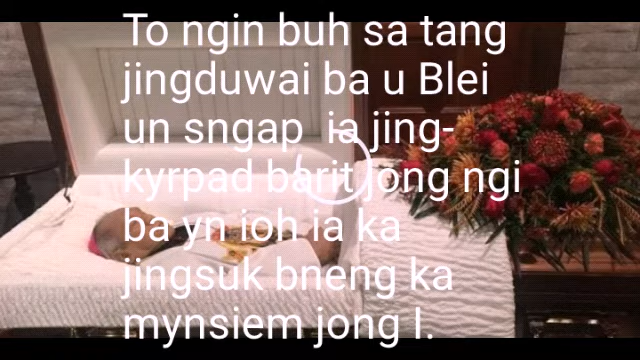 To ngin buh sa tang
jingduwai ba u Blei
un sngap ia jing-
kyrpad barit jong ngi
ba yn ioh ia ka
jingsuk bneng ka
mynsiem jong I.